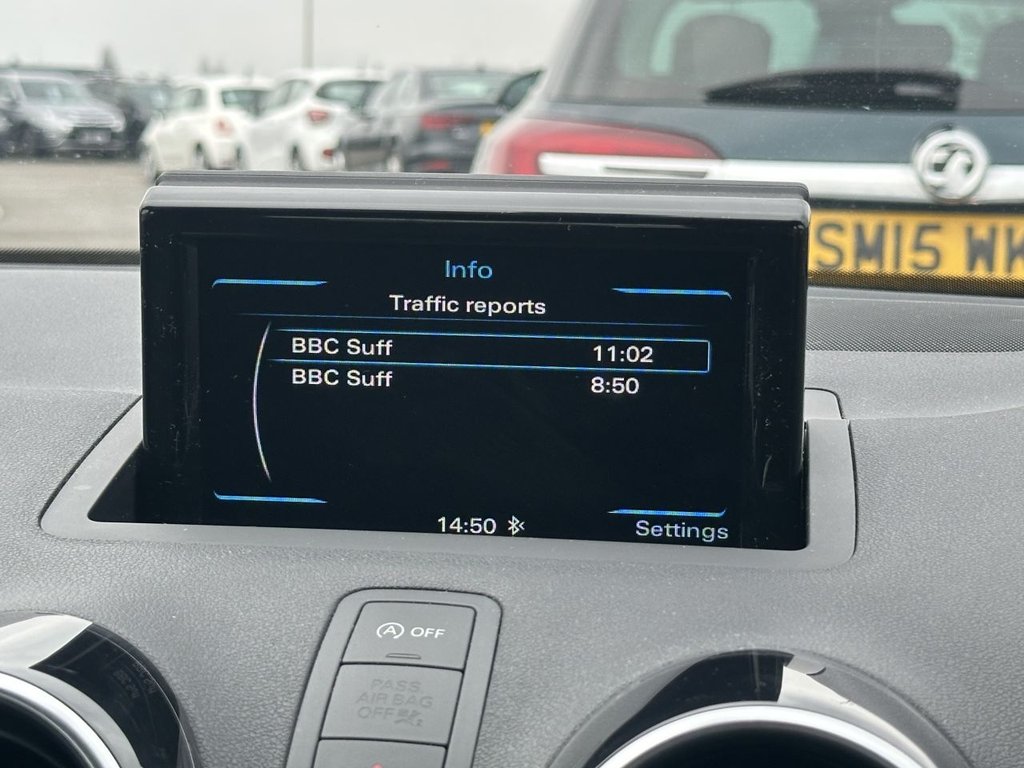 Info
Traffic reports
BBC Suff 11:02
BBC Suff 8:50
14:50
Settings
SM15 WK
A OFF
PASS
AIR BAG
OFF